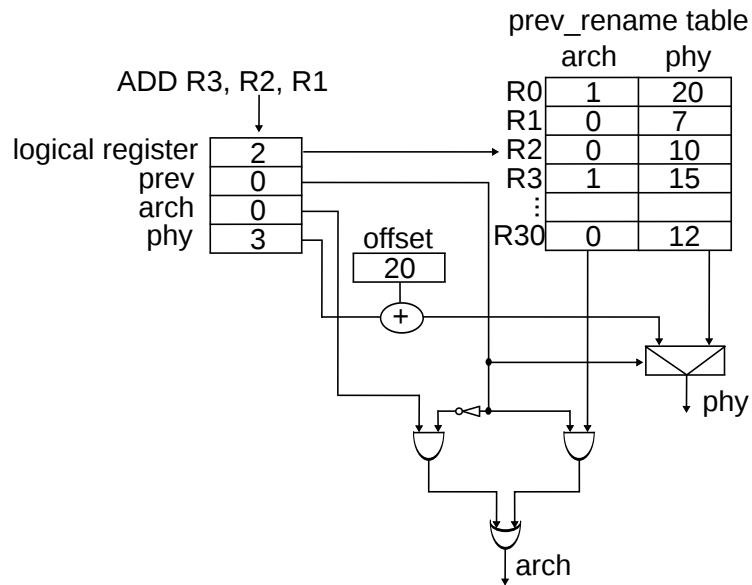 prev_rename table
arch phy
ADD R3, R2, R1
R0 1 20
R1 0 7
logical register 2
R2 0 10
prev 0
R3 1 15
arch 0
⋮
phy 3
R30 0 12
offset
20
+
phy
arch